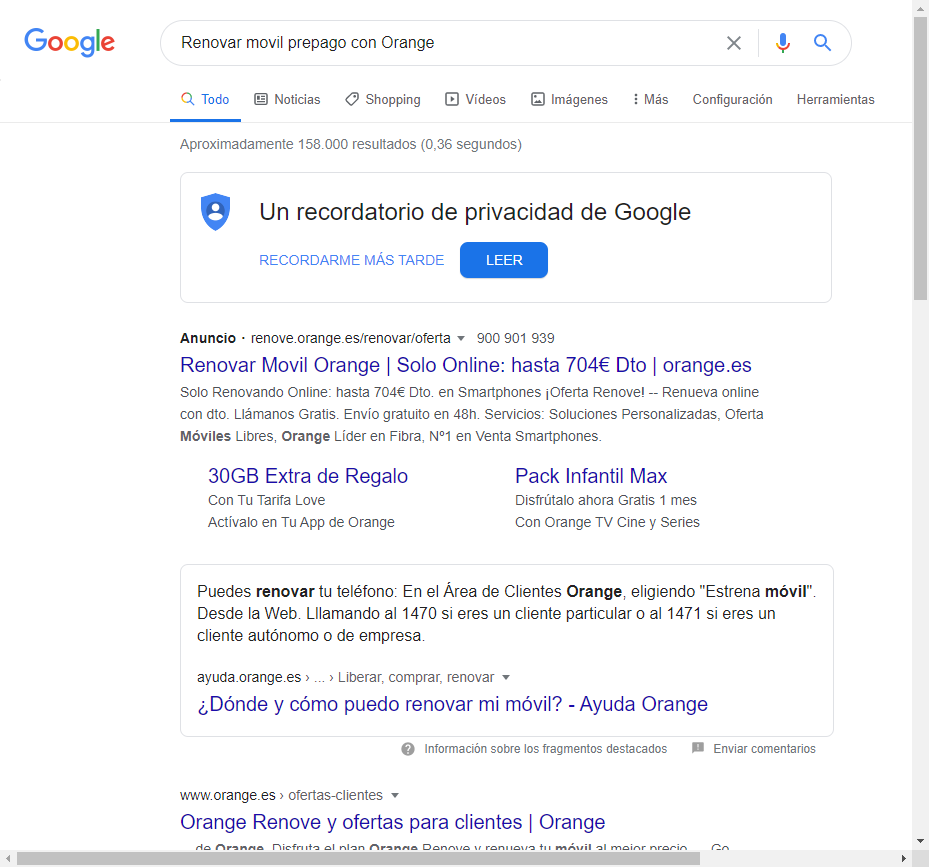 Google
Renovar movil prepago con Orange
Todo Noticias Shopping Vídeos Imágenes Más Configuración Herramientas
Aproximadamente 158.000 resultados (0,36 segundos)
Un recordatorio de privacidad de Google
RECORDARME MÁS TARDE LEER
Anuncio · renove.orange.es/renovar/oferta 900 901 939
Renovar Movil Orange | Solo Online: hasta 704€ Dto | orange.es
Solo Renovando Online: hasta 704€ Dto. en Smartphones ¡Oferta Renove! -- Renueva online
con dto. Llámanos Gratis. Envío gratuito en 48h. Servicios: Soluciones Personalizadas, Oferta
Móviles Libres, Orange Líder en Fibra, Nº1 en Venta Smartphones.
30GB Extra de Regalo
Con Tu Tarifa Love
Actívalo en Tu App de Orange
Pack Infantil Max
Disfrútalo ahora Gratis 1 mes
Con Orange TV Cine y Series
Puedes renovar tu teléfono: En el Área de Clientes Orange, eligiendo "Estrena móvil".
Desde la Web. Lllamando al 1470 si eres un cliente particular o al 1471 si eres un
cliente autónomo o de empresa.
ayuda.orange.es › ... › Liberar, comprar, renovar
¿Dónde y cómo puedo renovar mi móvil? - Ayuda Orange
Información sobre los fragmentos destacados Enviar comentarios
www.orange.es › ofertas-clientes
Orange Renove y ofertas para clientes | Orange
de Orange. Disfruta el plan Orange Renove y renueva tu móvil al mejor precio